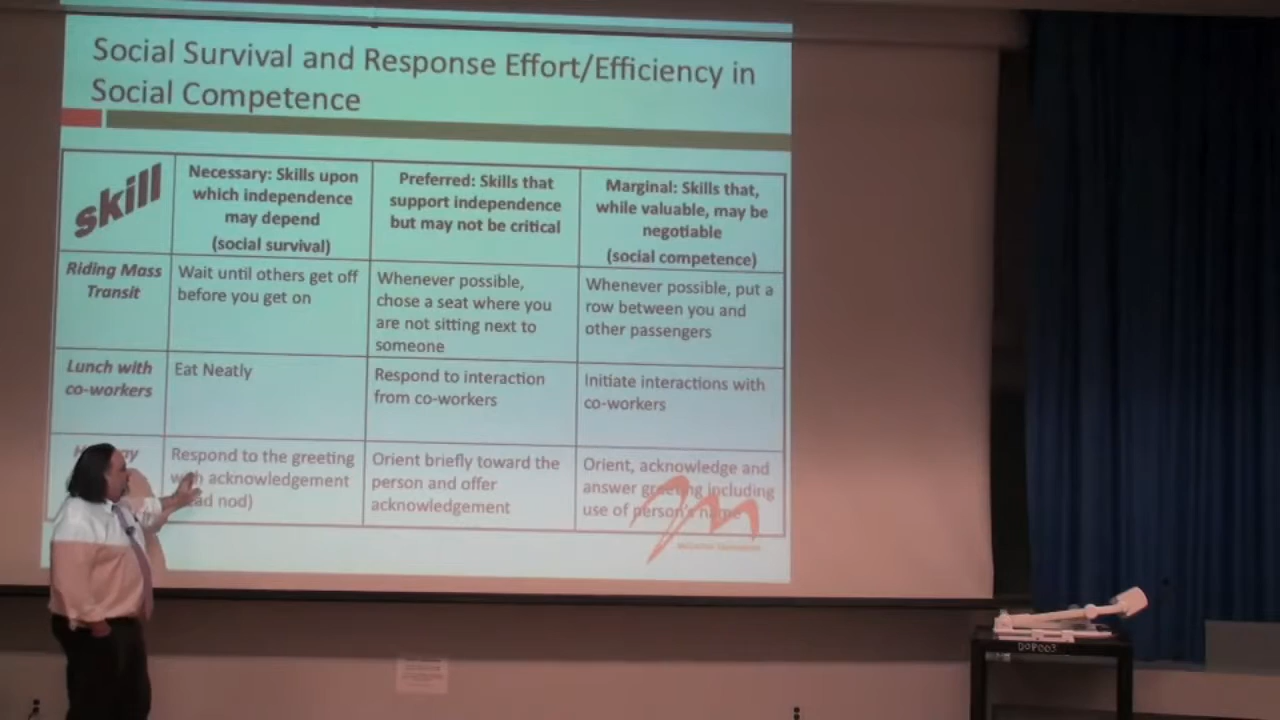 Social Survival and Response Effort/Efficiency in
Social Competence
skill
Necessary: Skills upon
which independence
may depend
(social survival)
Preferred: Skills that
support independence
but may not be critical
Marginal: Skills that,
while valuable, may be
negotiable
(social competence)
Riding Mass
Transit
Wait until others get off
before you get on
Whenever possible,
chose a seat where you
are not sitting next to
someone
Whenever possible, put a
row between you and
other passengers
Lunch with
co-workers
Eat Neatly
Respond to interaction
from co-workers
Initiate interactions with
co-workers
Respond to the greeting
with acknowledgement
nod)
Orient briefly toward the
person and offer
acknowledgement
Orient, acknowledge and
answer greeting including
use of person's name